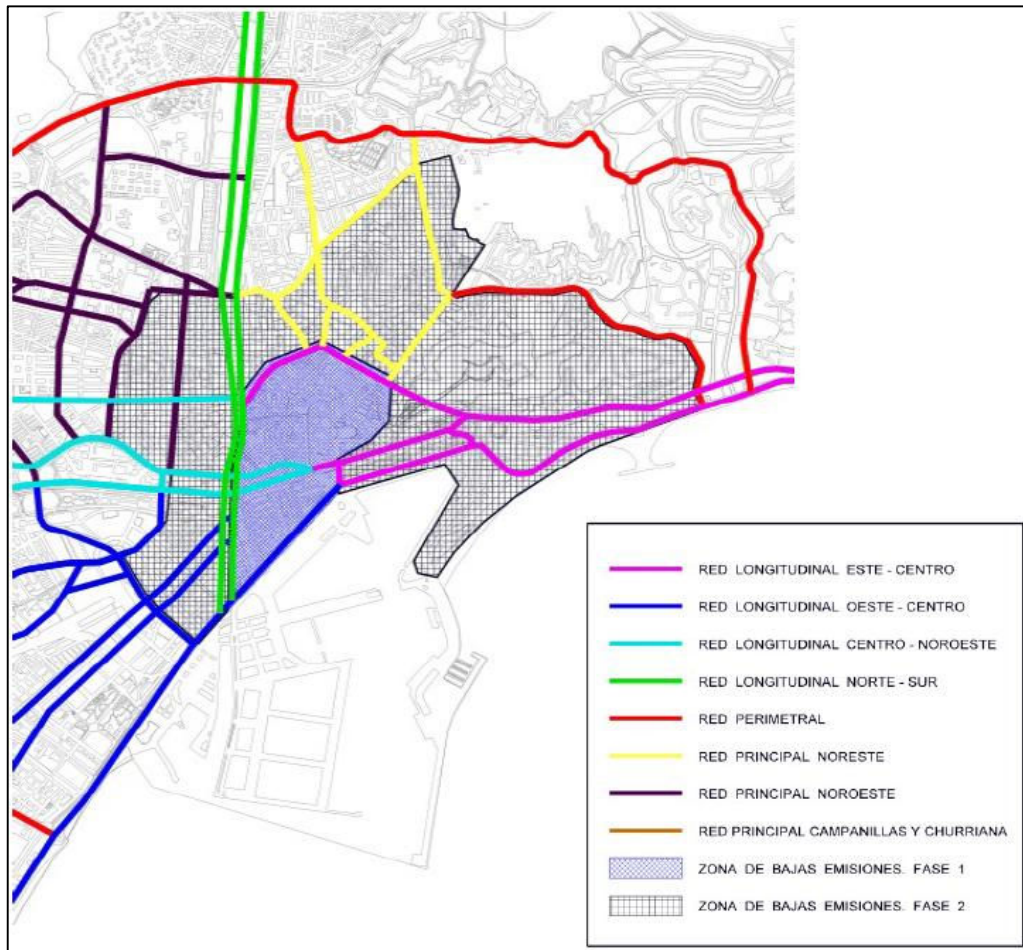 RED LONGITUDINAL ESTE - CENTRO
RED LONGITUDINAL OESTE - CENTRO
RED LONGITUDINAL CENTRO - NOROESTE
RED LONGITUDINAL NORTE - SUR
RED PERIMETRAL
RED PRINCIPAL NORESTE
RED PRINCIPAL NOROESTE
RED PRINCIPAL CAMPANILLAS Y CHURRIANA
ZONA DE BAJAS EMISIONES. FASE 1
ZONA DE BAJAS EMISIONES. FASE 2